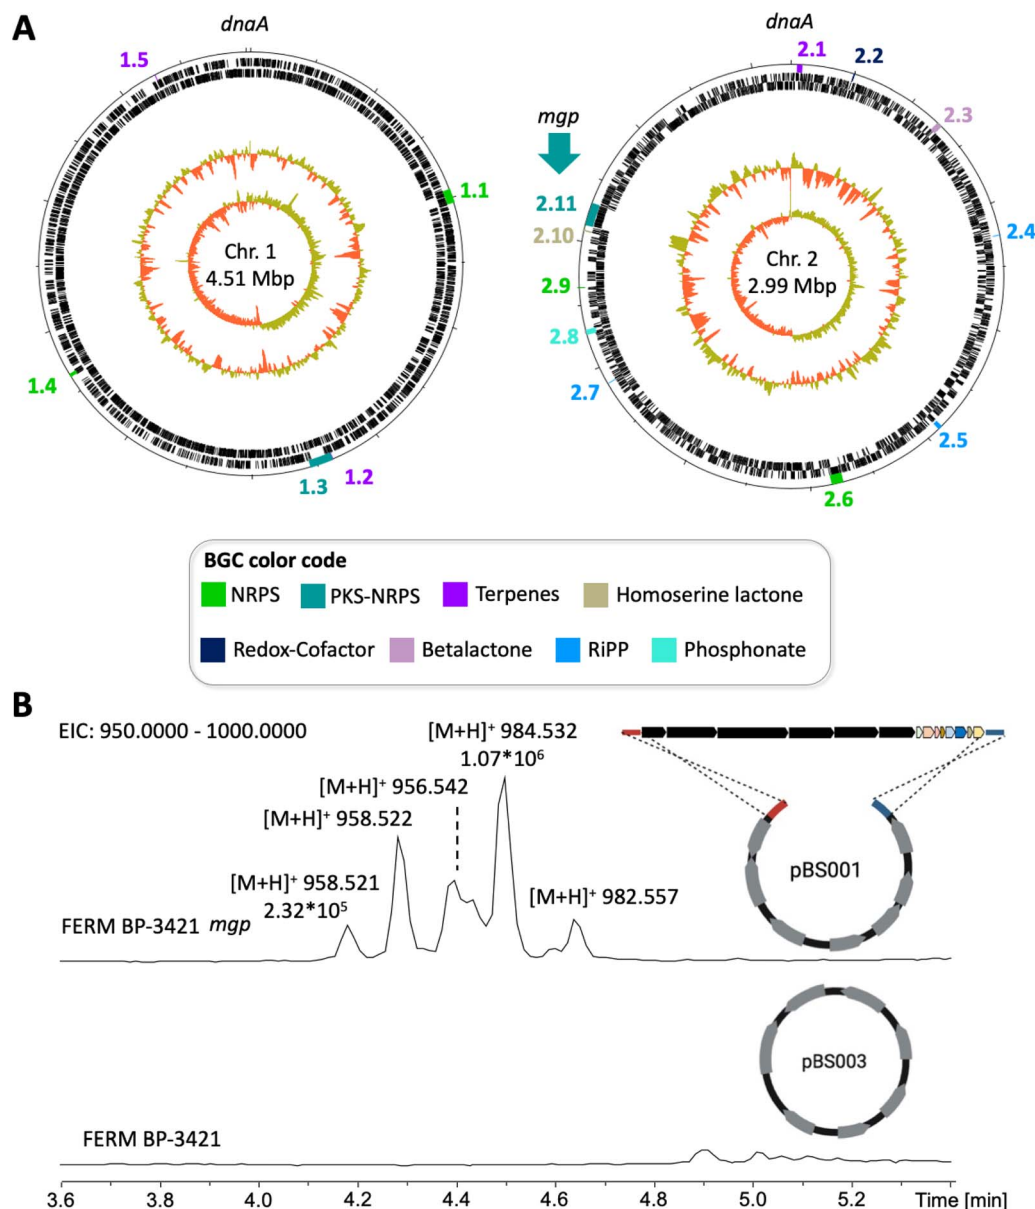 A
dnaA
1.5
1.1
Chr. 1
4.51 Mbp
1.4
1.3
1.2
dnaA
2.1
2.2
2.3
mgp
2.11
2.10
2.4
Chr. 2
2.99 Mbp
2.9
2.8
2.7
2.5
2.6
BGC color code
NRPS PKS-NRPS Terpenes Homoserine lactone
Redox-Cofactor Betalactone RiPP Phosphonate
B
EIC: 950.0000 - 1000.0000
[M+H]+ 984.532
1.07*10⁶
[M+H]+ 956.542
[M+H]+ 958.522
[M+H]+ 958.521
2.32*10⁵
[M+H]+ 982.557
FERM BP-3421 mgp
pBS001
pBS003
FERM BP-3421
3.6 3.8 4.0 4.2 4.4 4.6 4.8 5.0 5.2 Time [min]